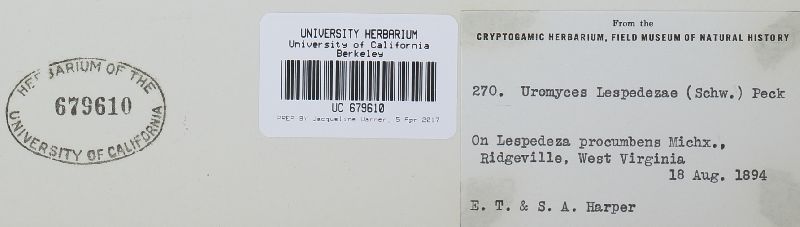 HERBARIUM OF THE
679610
UNIVERSITY OF CALIFORNIA
UNIVERSITY HERBARIUM
University of California
Berkeley
UC 679610
PREP BY Jacqueline Warner, 5 Apr 2017
From the
CRYPTOGAMIC HERBARIUM, FIELD MUSEUM OF NATURAL HISTORY
270. Uromyces Lespedezae (Schw.) Peck
On Lespedeza procumbens Michx.,
Ridgeville, West Virginia
18 Aug. 1894
E. T. & S. A. Harper